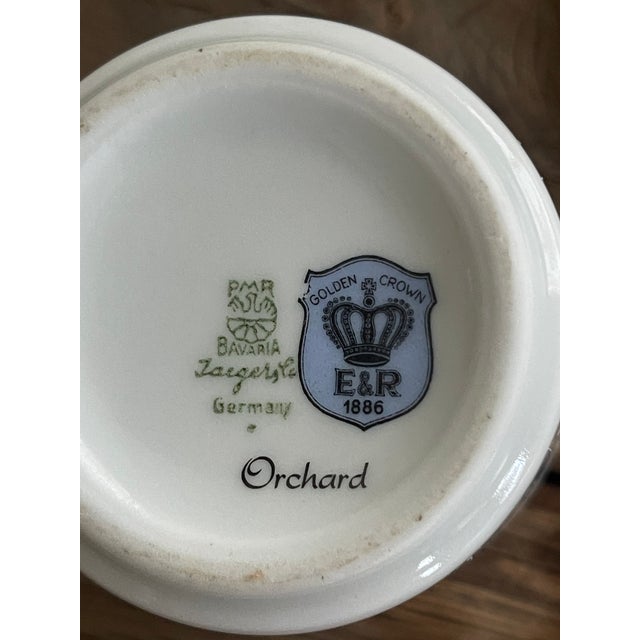 PMR
BAVARIA
Jaeger & Co
Germany
GOLDEN CROWN
E&R
1886
Orchard